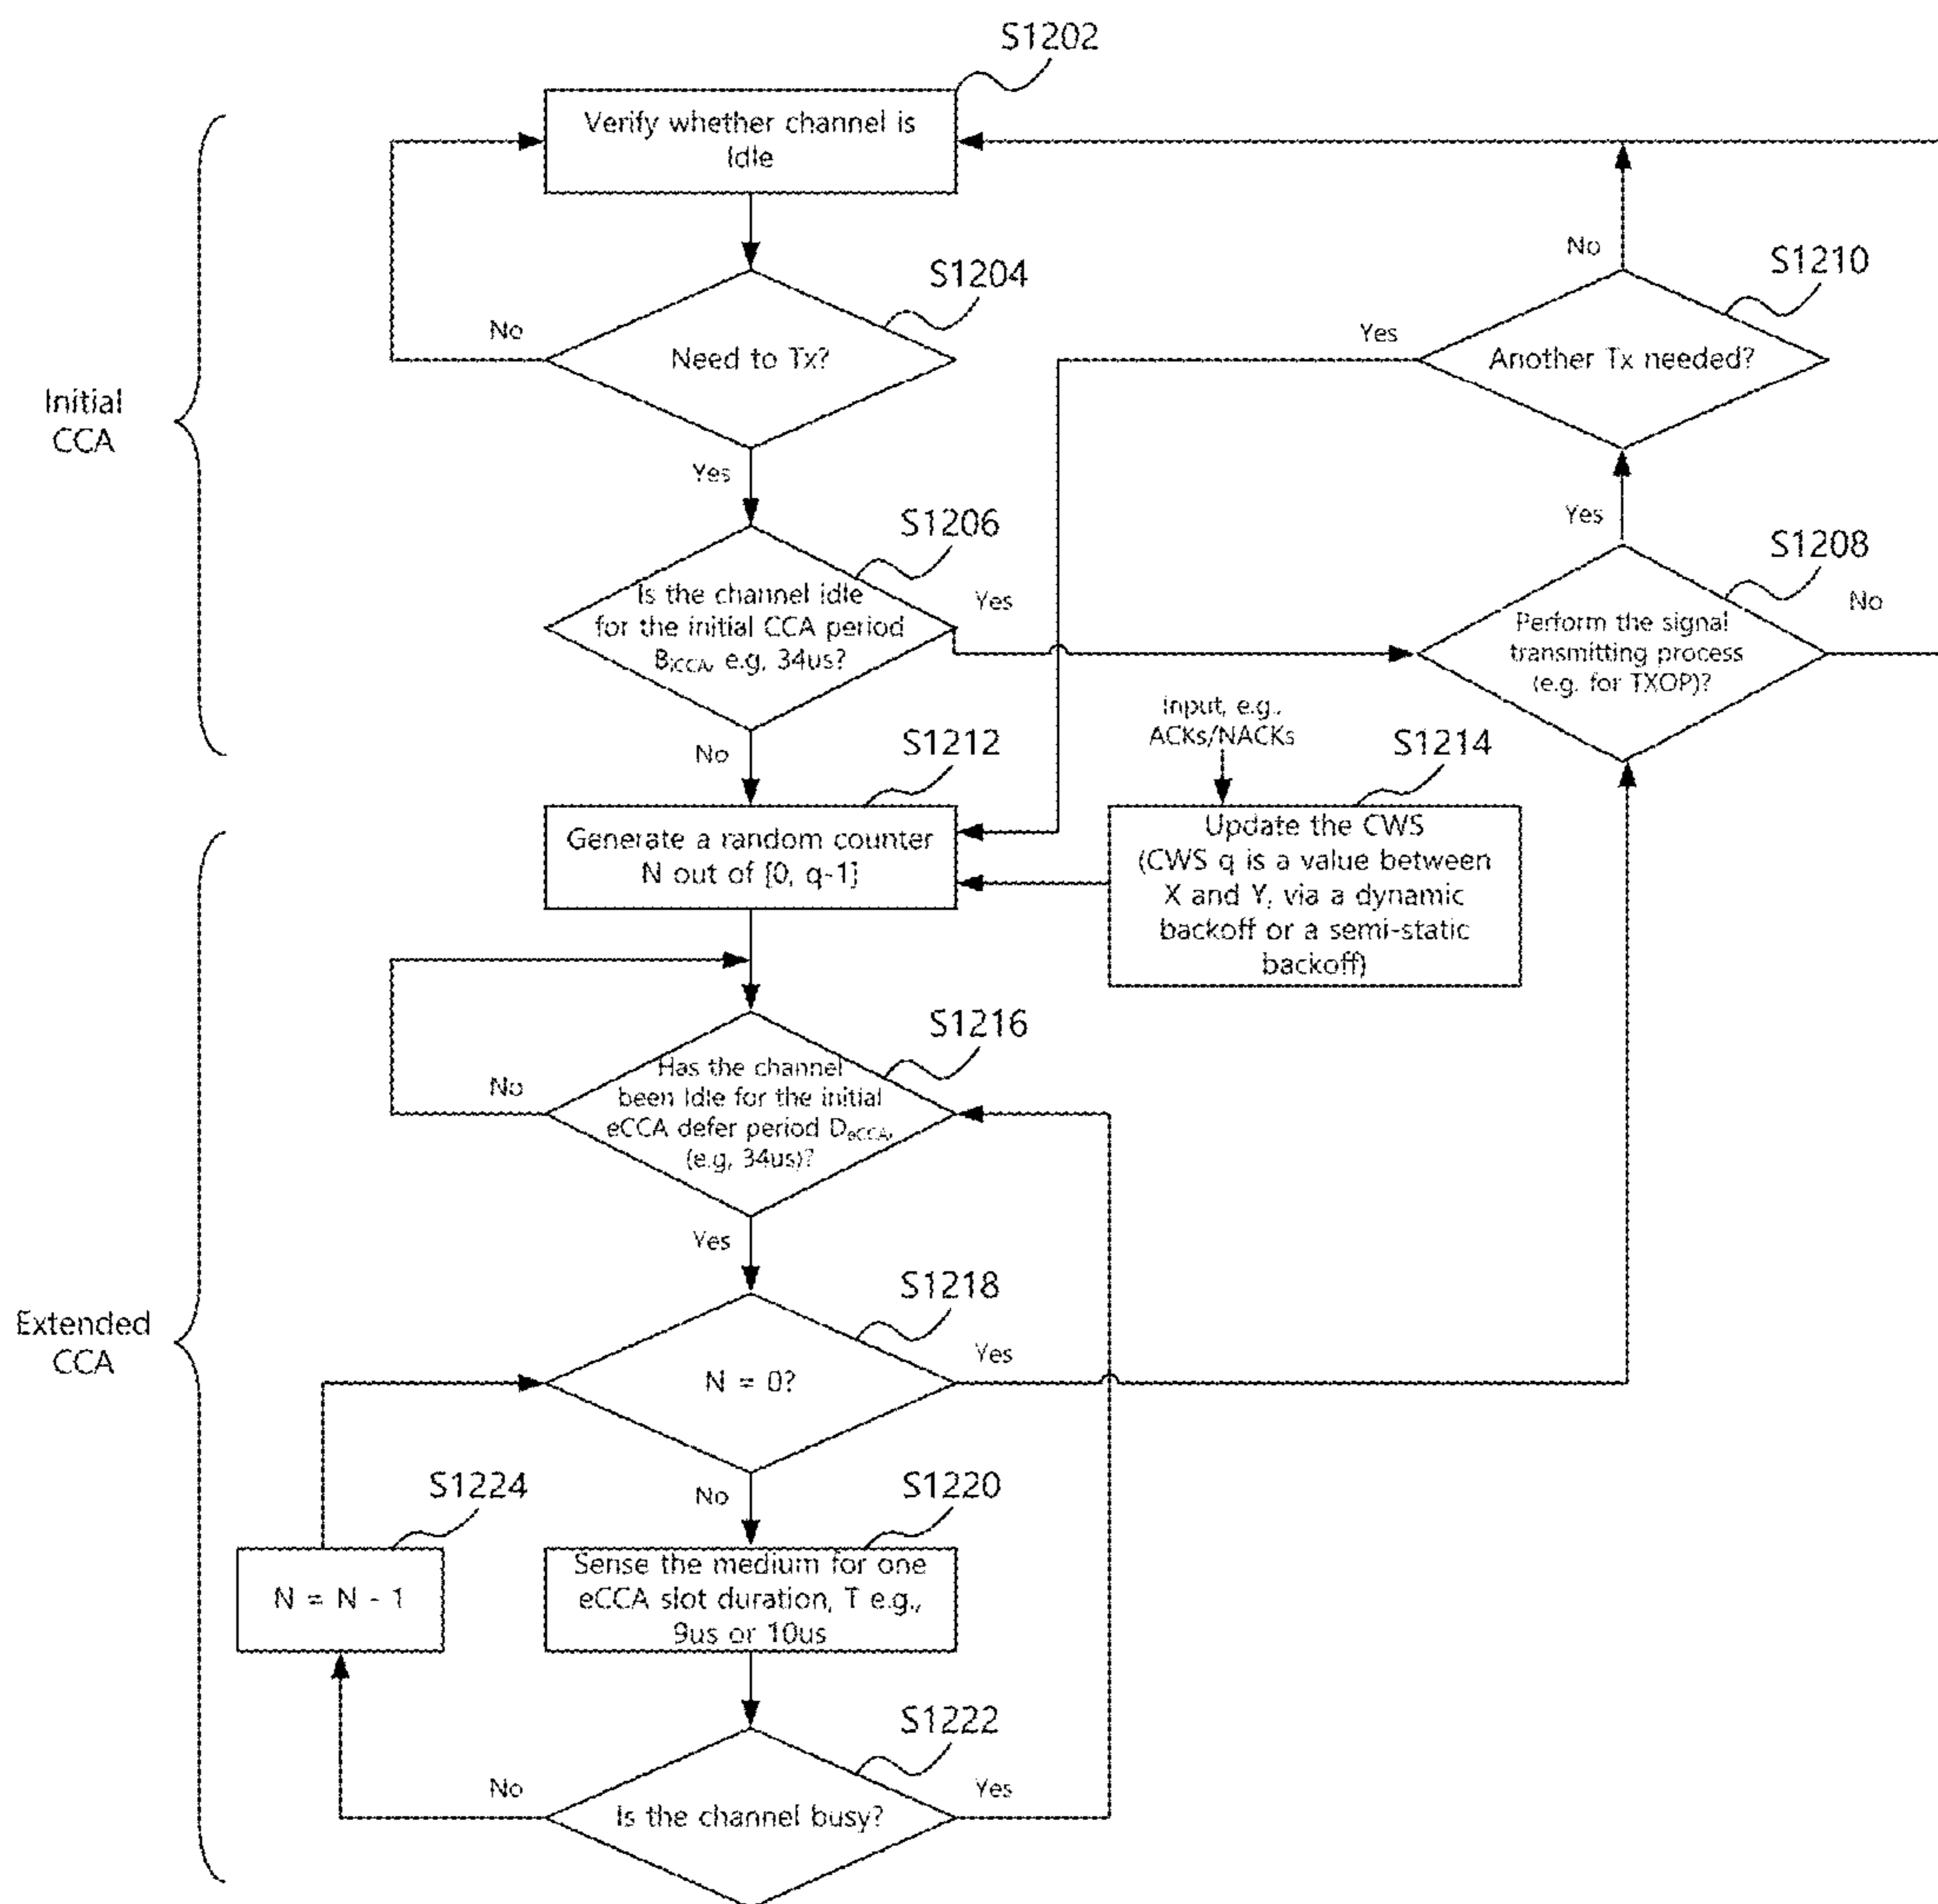 S1202
Verify whether channel is
Idle
S1204
No
Need to Tx?
Yes
S1210
No
Yes
Another Tx needed?
Initial
CCA
Yes
S1206
Is the channel idle
for the initial CCA period
BiCCA, e.g, 34us?
Yes
No
S1208
Perform the signal
transmitting process
(e.g. for TXOP)?
No
S1212
Generate a random counter
N out of [0, q-1]
Input, e.g.,
ACKs/NACKs
S1214
Update the CWS
(CWS q is a value between
X and Y, via a dynamic
backoff or a semi-static
backoff)
S1216
No
Has the channel
been Idle for the initial
eCCA defer period DeCCA,
(e.g, 34us)?
Yes
Extended
CCA
S1218
N = 0?
Yes
No
S1224
N = N - 1
S1220
Sense the medium for one
eCCA slot duration, T e.g.,
9us or 10us
S1222
No
Is the channel busy?
Yes